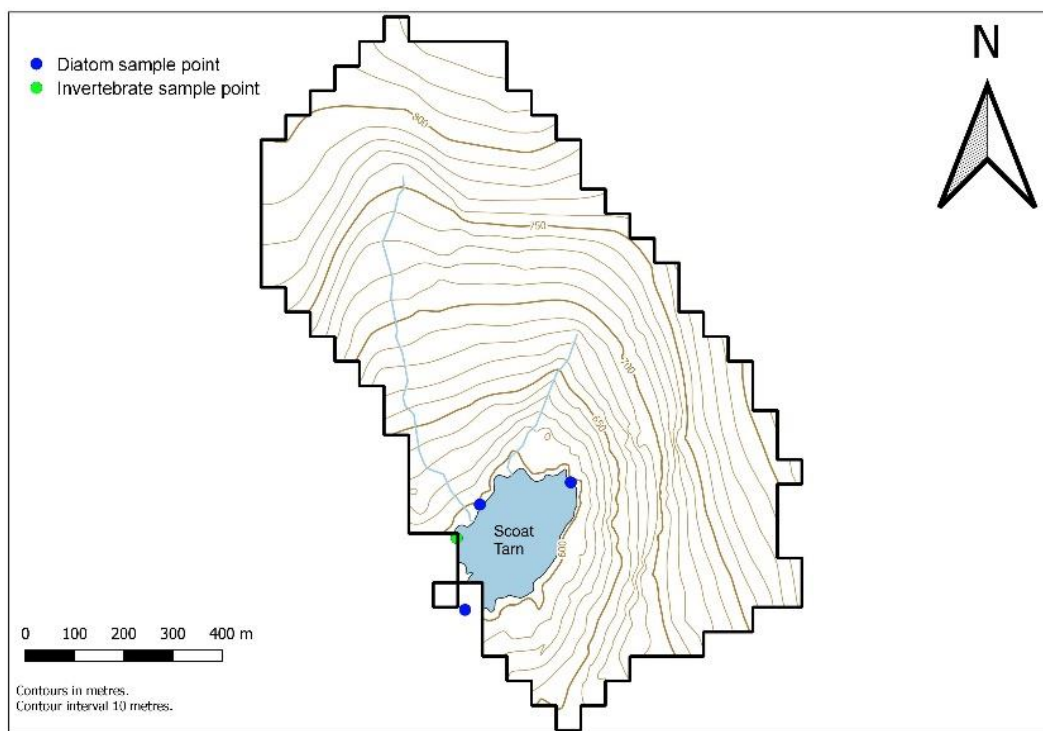 N
Diatom sample point
Invertebrate sample point
800
750
700
650
Scoat
Tarn
600
0 100 200 300 400 m
Contours in metres.
Contour interval 10 metres.